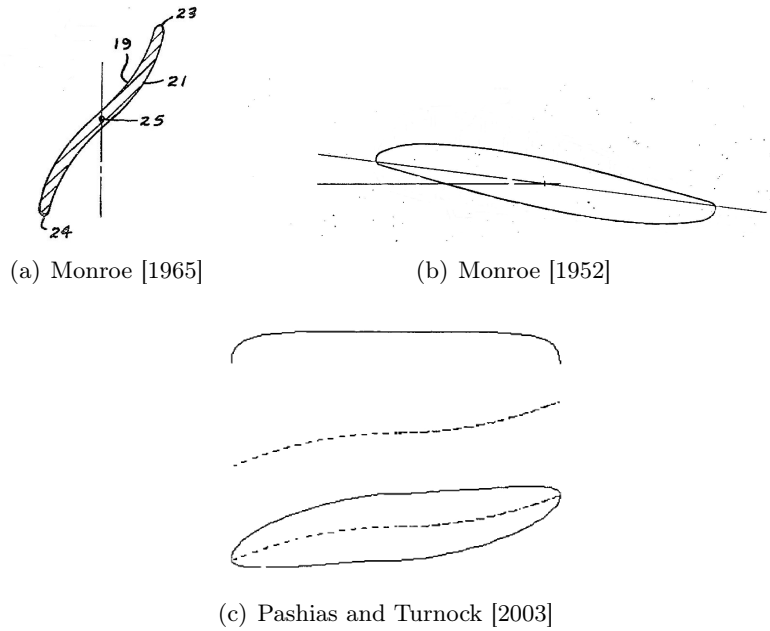 23
19
21
25
24
(a) Monroe [1965]
(b) Monroe [1952]
(c) Pashias and Turnock [2003]